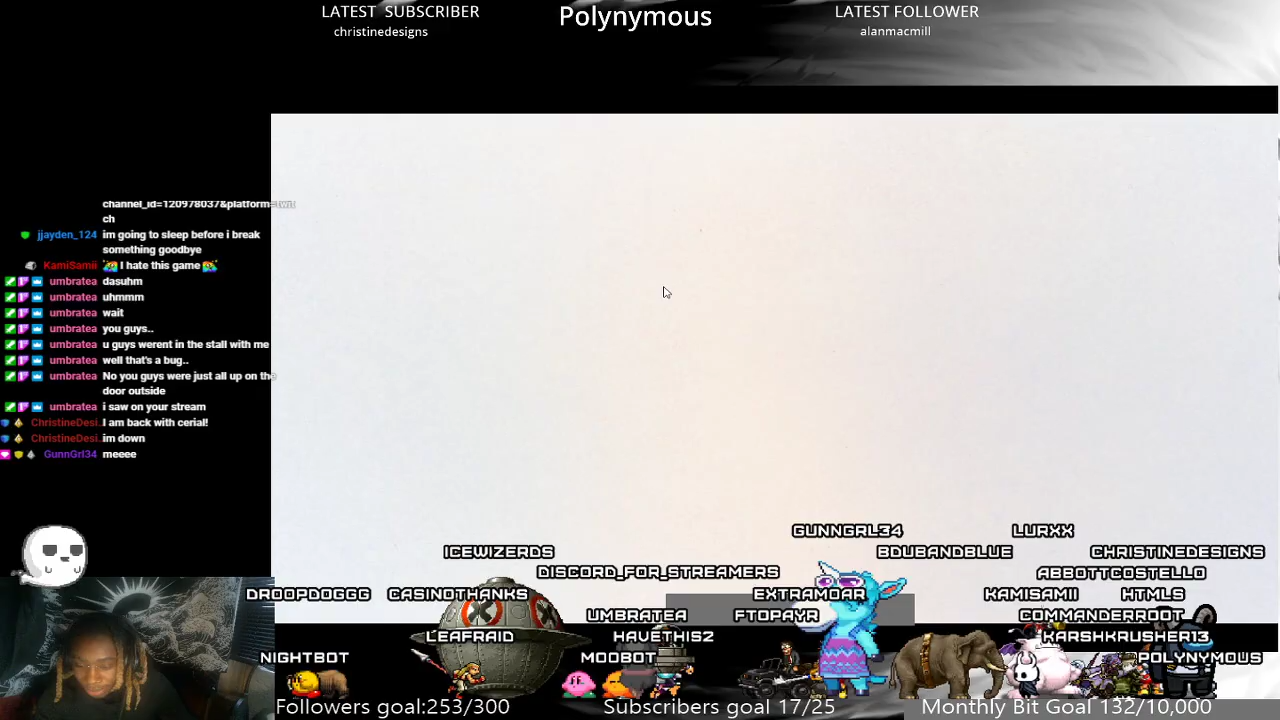 LATEST SUBSCRIBER
christinedesigns
Polynymous
LATEST FOLLOWER
alanmacmill
channel_id=120978037&platform=twit
ch
jjayden_124 im going to sleep before i break
something goodbye
KamiSamii I hate this game
umbratea dasuhm
umbratea uhmmm
umbratea wait
umbratea you guys..
umbratea u guys werent in the stall with me
umbratea well that's a bug..
umbratea No you guys were just all up on the
door outside
umbratea i saw on your stream
ChristineDesi. I am back with cerial!
ChristineDesi. im down
GunnGrl34 meeee
GUNNGRL34
LURXX
ICEWIZERDS
BDUBANDBLUE
CHRISTINEDESIGNS
DISCORD_FOR_STREAMERS
ABBOTTCOSTELLO
DROOPDOGGG
CASINOTHANKS
EXTRAMOAR
KAMISAMII
HTMLS
UMBRATEA
FTOPAYR
COMMANDERROOT
LEAFRAID
HAVETHIS2
KARSHKRUSHER13
NIGHTBOT
MOOBOT
POLYNYMOUS
Followers goal:253/300
Subscribers goal 17/25
Monthly Bit Goal 132/10,000